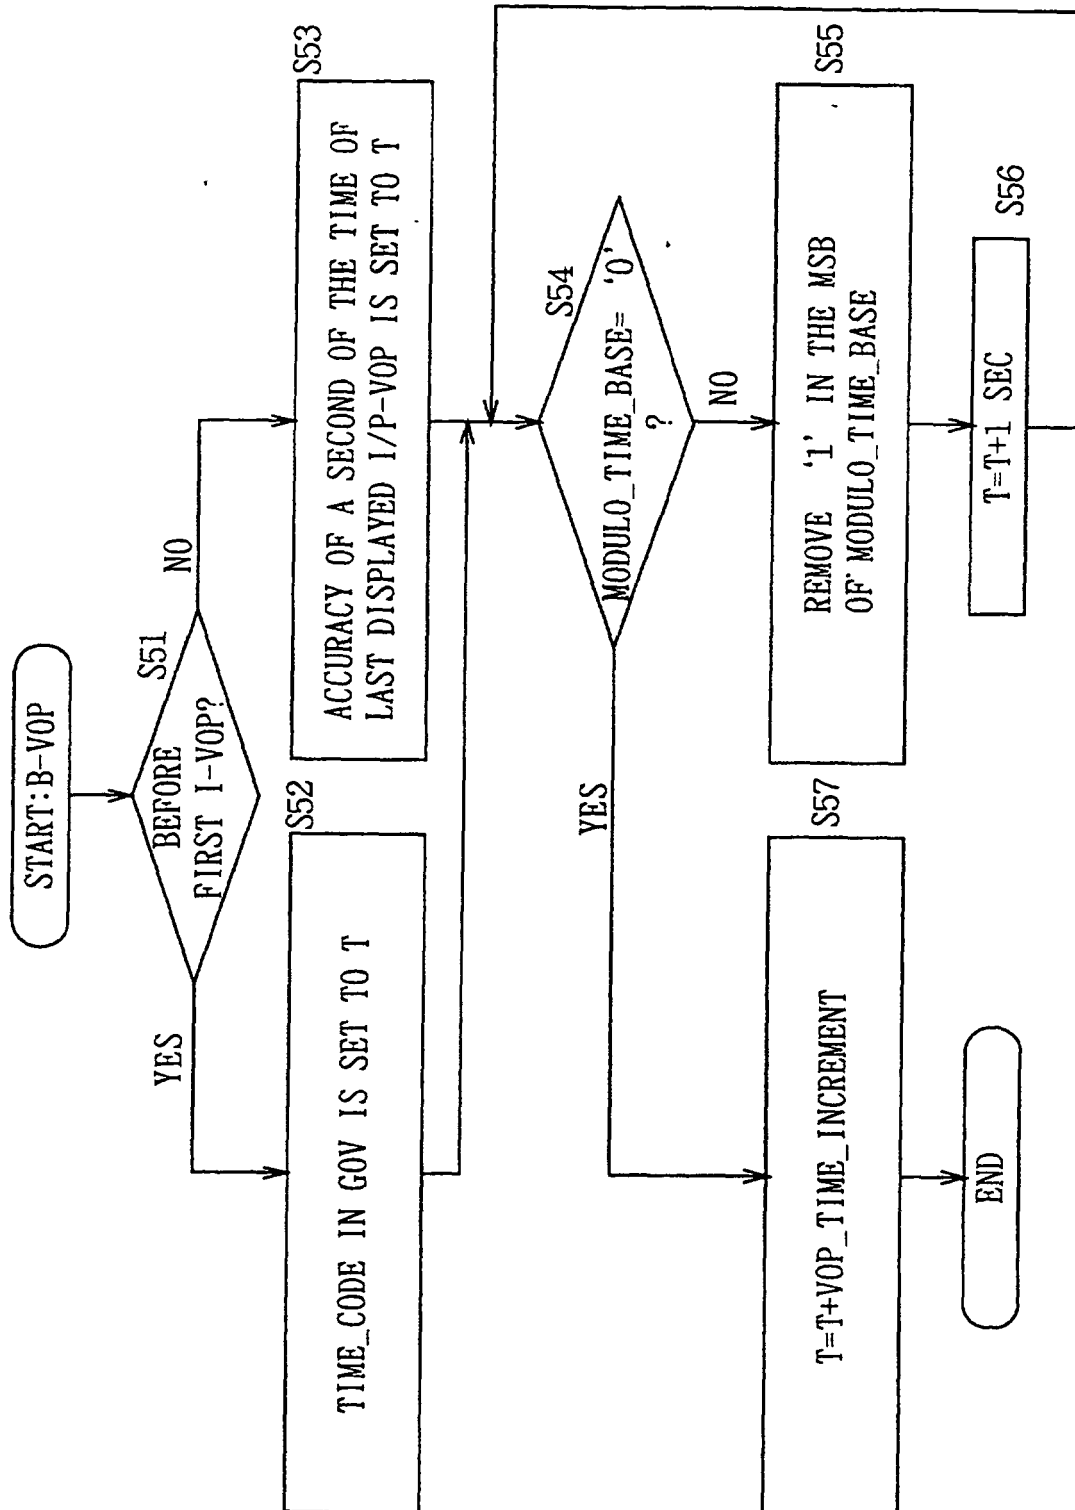 START:B-VOP
S51
BEFORE
FIRST I-VOP?
YES
NO
S52
TIME_CODE IN GOV IS SET TO T
S53
ACCURACY OF A SECOND OF THE TIME OF
LAST DISPLAYED I/P-VOP IS SET TO T
S54
MODULO_TIME_BASE= '0'
?
YES
NO
S55
REMOVE '1' IN THE MSB
OF MODULO_TIME_BASE
S56
T=T+1 SEC
S57
T=T+VOP_TIME_INCREMENT
END